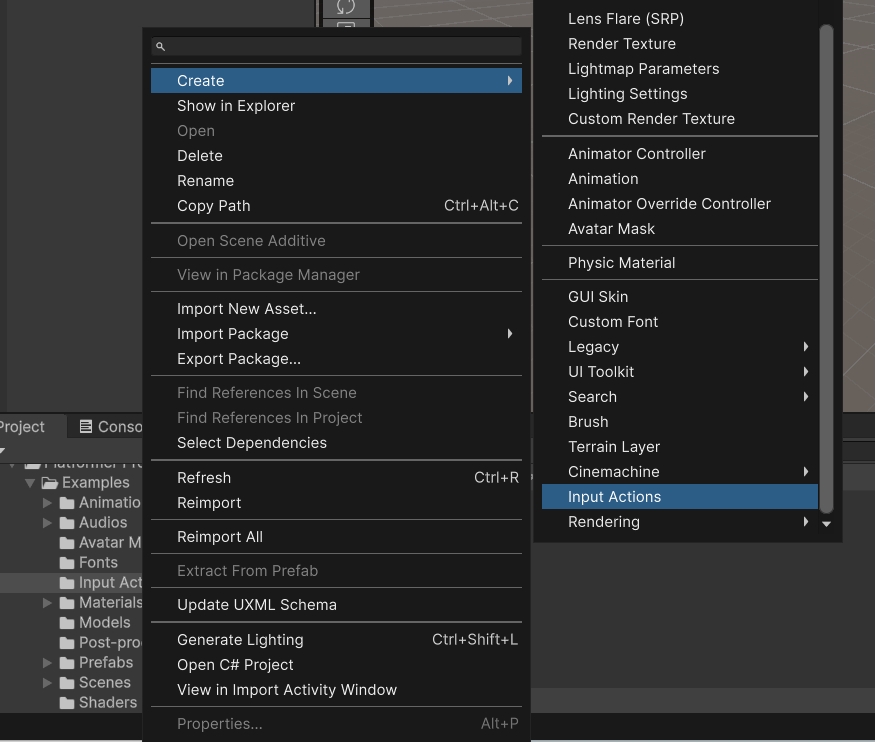 Create
Show in Explorer
Open
Delete
Rename
Copy Path Ctrl+Alt+C
Open Scene Additive
View in Package Manager
Import New Asset...
Import Package
Export Package...
Find References In Scene
Find References In Project
Select Dependencies
Refresh Ctrl+R
Reimport
Reimport All
Extract From Prefab
Update UXML Schema
Generate Lighting Ctrl+Shift+L
Open C# Project
View in Import Activity Window
Properties... Alt+P
Lens Flare (SRP)
Render Texture
Lightmap Parameters
Lighting Settings
Custom Render Texture
Animator Controller
Animation
Animator Override Controller
Avatar Mask
Physic Material
GUI Skin
Custom Font
Legacy
UI Toolkit
Search
Brush
Terrain Layer
Cinemachine
Input Actions
Rendering
Project Conso
Platformer Pro
Examples
Animatio
Audios
Avatar M
Fonts
Input Act
Materials
Models
Post-pro
Prefabs
Scenes
Shaders